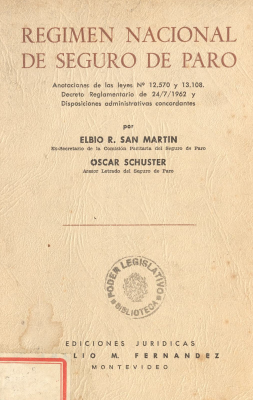 REGIMEN NACIONAL
DE SEGURO DE PARO
Anotaciones de las leyes Nº 12.570 y 13.108.
Decreto Reglamentario de 24/7/1962 y
Disposiciones administrativas concordantes
por
ELBIO R. SAN MARTIN
Ex-Secretario de la Comisión Paritaria del Seguro de Paro
OSCAR SCHUSTER
Asesor Letrado del Seguro de Paro
PODER LEGISLATIVO
BIBLIOTECA
EDICIONES JURIDICAS
LIO M. FERNANDEZ
MONTEVIDEO